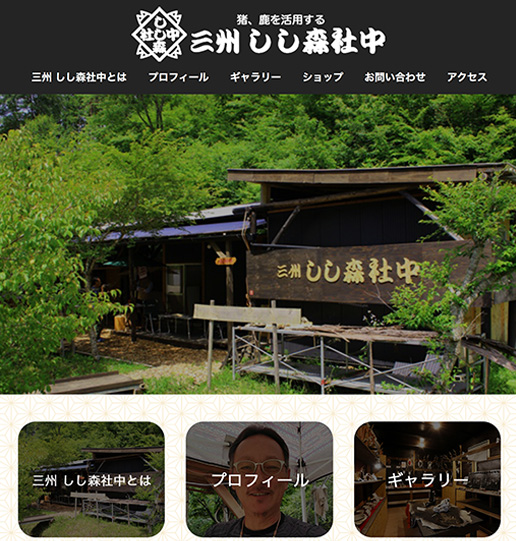 し
社し中
森
猪、鹿を活用する
三州 しし森社中
三州 しし森社中とは　プロフィール　ギャラリー　ショップ　お問い合わせ　アクセス
三州 しし森社中
三州 しし森社中とは　プロフィール　ギャラリー